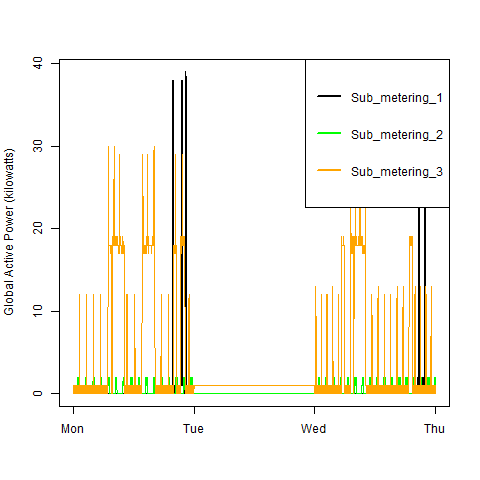 Global Active Power (kilowatts)
40
30
20
10
0
Mon Tue Wed Thu
Sub_metering_1
Sub_metering_2
Sub_metering_3